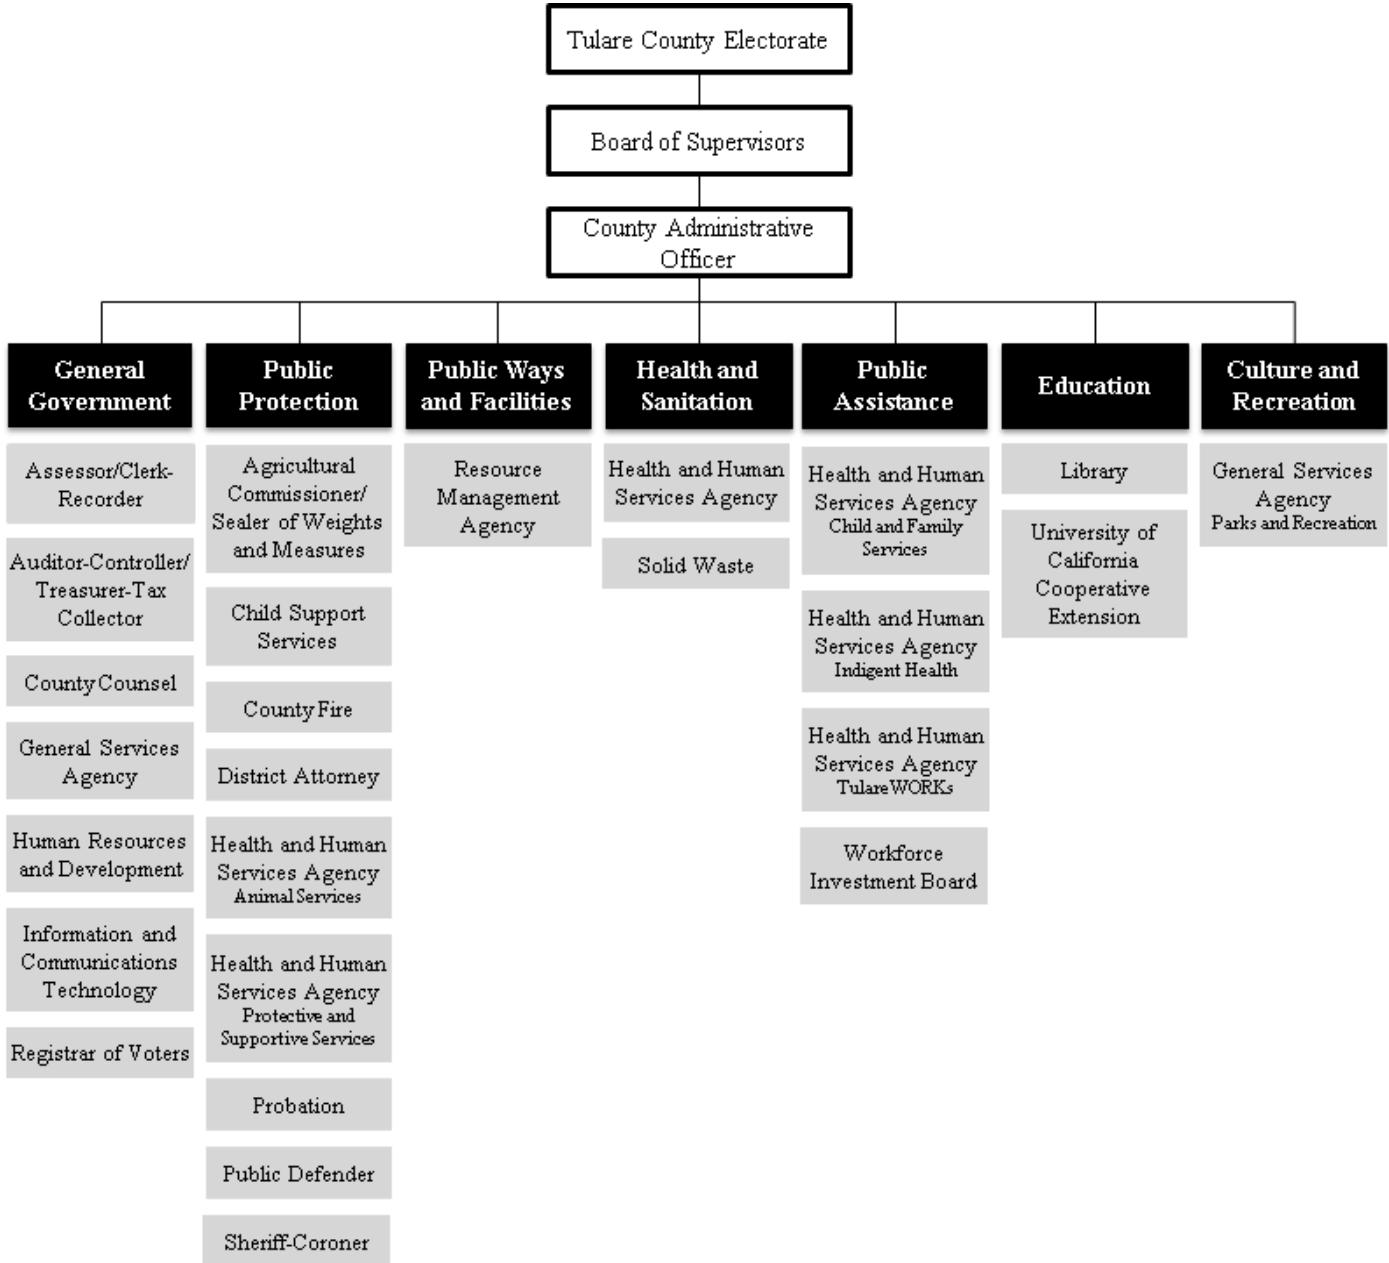 Tulare County Electorate
Board of Supervisors
County Administrative
Officer
General
Government
Assessor/Clerk-
Recorder
Auditor-Controller/
Treasurer-Tax
Collector
County Counsel
General Services
Agency
Human Resources
and Development
Information and
Communications
Technology
Registrar of Voters
Public
Protection
Agricultural
Commissioner/
Sealer of Weights
and Measures
Child Support
Services
County Fire
District Attorney
Health and Human
Services Agency
Animal Services
Health and Human
Services Agency
Protective and
Supportive Services
Probation
Public Defender
Sheriff-Coroner
Public Ways
and Facilities
Resource
Management
Agency
Health and
Sanitation
Health and Human
Services Agency
Solid Waste
Public
Assistance
Health and Human
Services Agency
Child and Family
Services
Health and Human
Services Agency
Indigent Health
Health and Human
Services Agency
TulareWORKs
Workforce
Investment Board
Education
Library
University of
California
Cooperative
Extension
Culture and
Recreation
General Services
Agency
Parks and Recreation